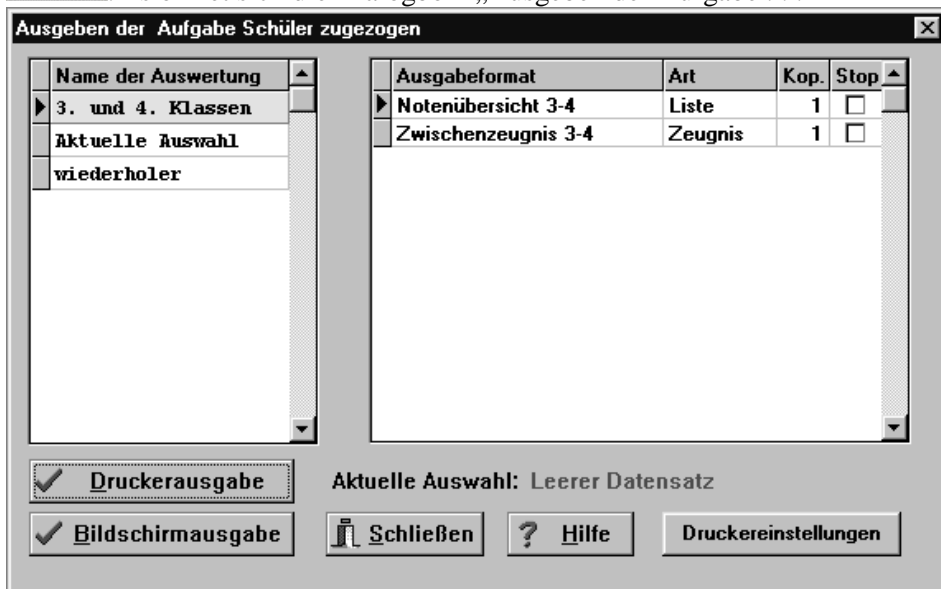 Ausgeben der Aufgabe Schüler zugezogen
Name der Auswertung
3. und 4. Klassen
Aktuelle Auswahl
wiederholer
Ausgabeformat Art Kop. Stop
Notenübersicht 3-4 Liste 1
Zwischenzeugnis 3-4 Zeugnis 1
Druckerausgabe
Aktuelle Auswahl: Leerer Datensatz
Bildschirmausgabe
Schließen
Hilfe
Druckereinstellungen